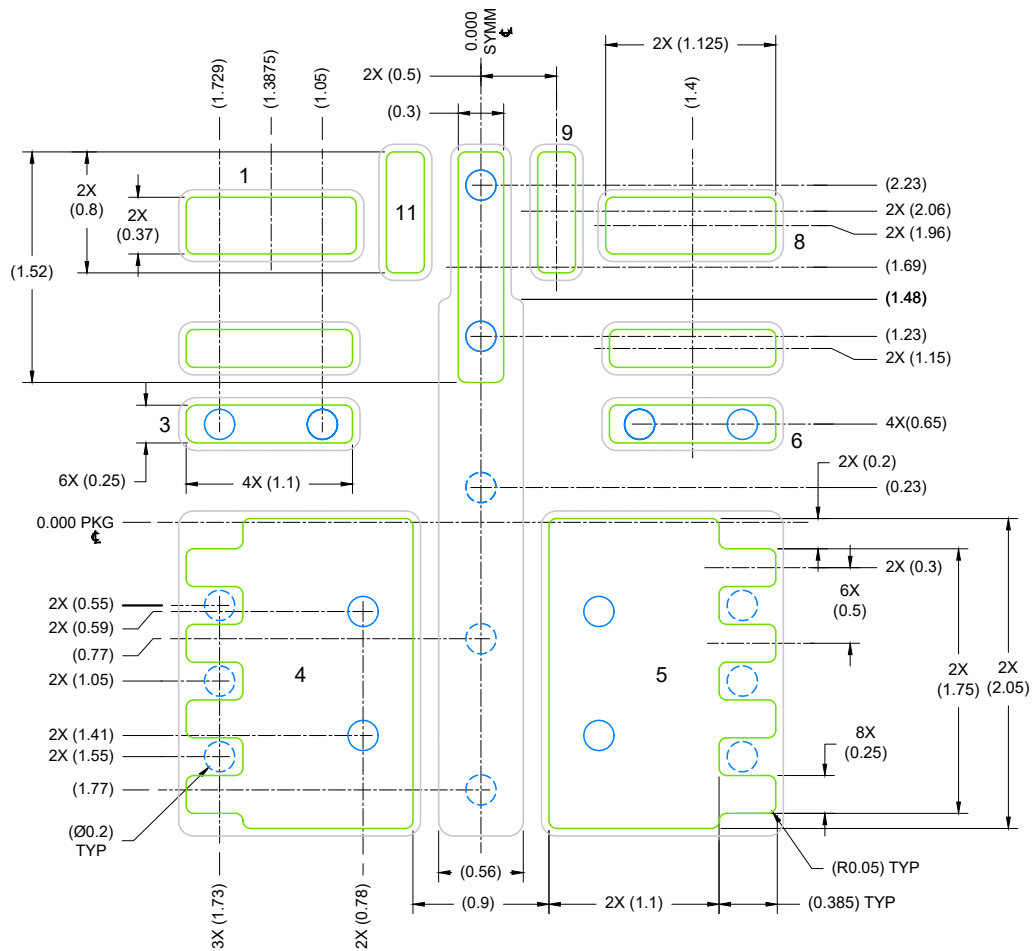 0.000
SYMM
℄
2X (1.125)
2X (0.5)
(1.729)
(1.3875)
(1.05)
(1.4)
(0.3)
9
1
11
8
2X
(0.8)
2X
(0.37)
(1.52)
(2.23)
2X (2.06)
2X (1.96)
(1.69)
(1.48)
(1.23)
2X (1.15)
3
6
4X(0.65)
6X (0.25)
4X (1.1)
2X (0.2)
(0.23)
0.000 PKG
℄
2X (0.3)
6X
(0.5)
2X (0.55)
2X (0.59)
(0.77)
4
5
2X (1.05)
2X
(1.75)
2X
(2.05)
2X (1.41)
2X (1.55)
8X
(0.25)
(1.77)
(Ø0.2)
TYP
(0.56)
(R0.05) TYP
(0.9)
2X (1.1)
(0.385) TYP
3X (1.73)
2X (0.78)